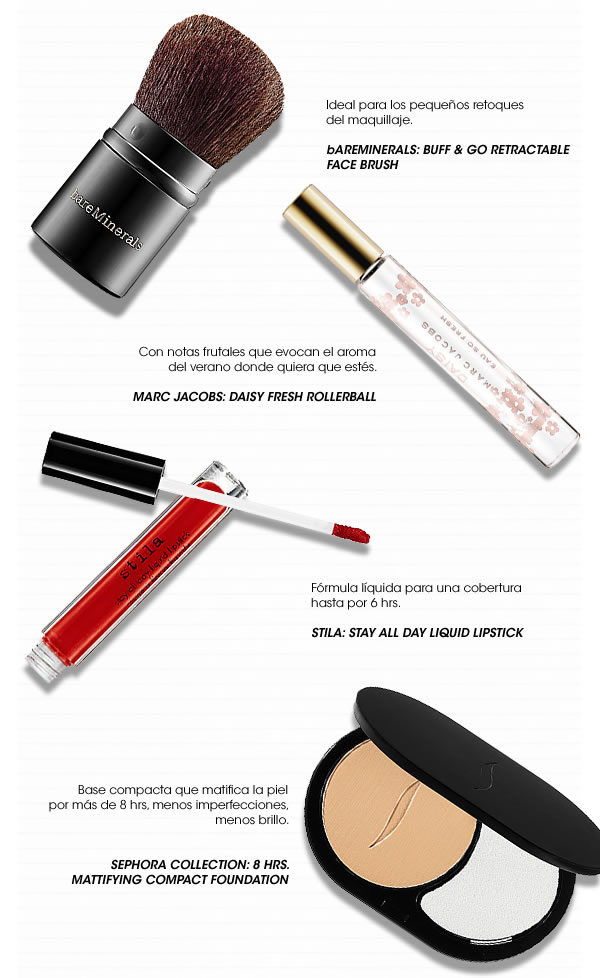 Ideal para los pequeños retoques
del maquillaje.
bAREMINERALS: BUFF & GO RETRACTABLE
FACE BRUSH
bareMinerals
DAISY
MARC JACOBS
EAU SO FRESH
Con notas frutales que evocan el aroma
del verano donde quiera que estés.
MARC JACOBS: DAISY FRESH ROLLERBALL
stila
Fórmula líquida para una cobertura
hasta por 6 hrs.
STILA: STAY ALL DAY LIQUID LIPSTICK
Base compacta que matifica la piel
por más de 8 hrs, menos imperfecciones,
menos brillo.
SEPHORA COLLECTION: 8 HRS.
MATTIFYING COMPACT FOUNDATION